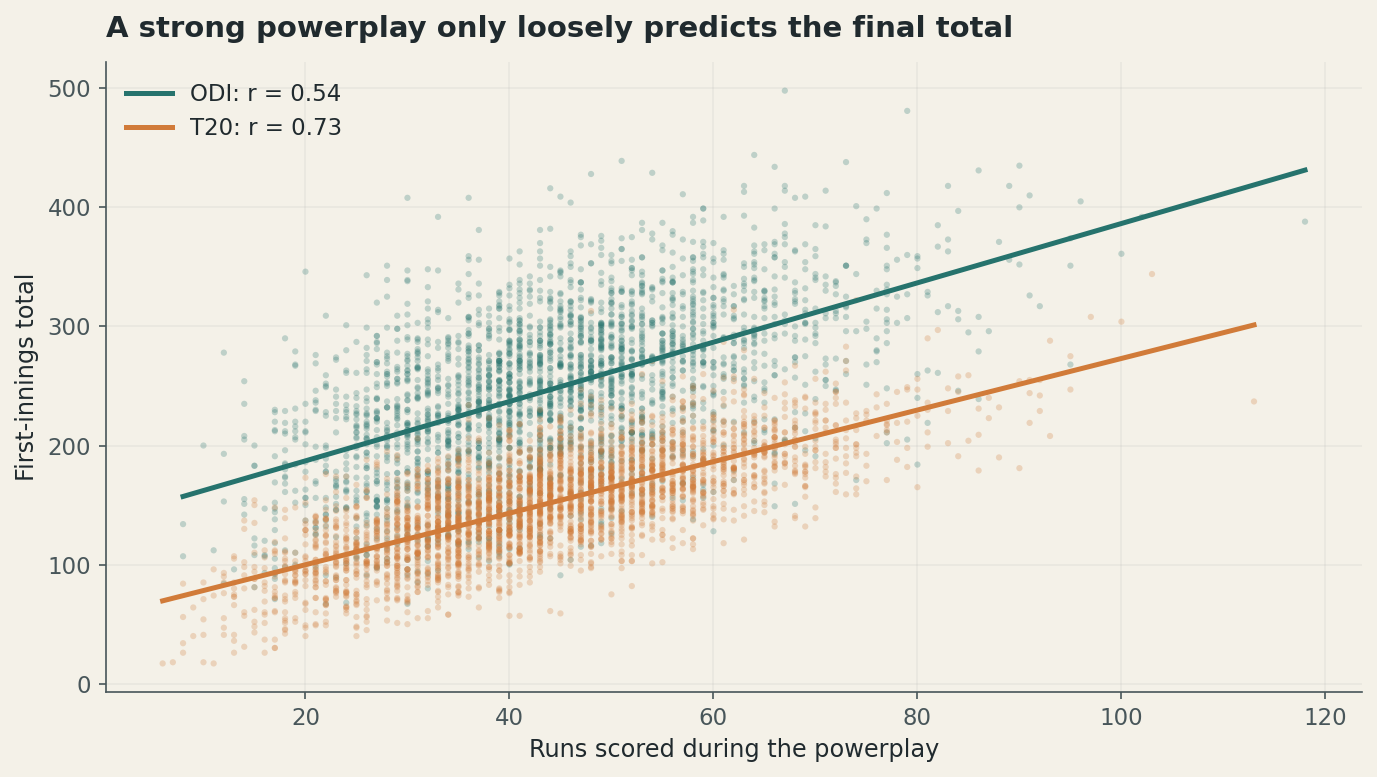 A strong powerplay only loosely predicts the final total
ODI: r = 0.54
T20: r = 0.73
First-innings total
500
400
300
200
100
0
20 40 60 80 100 120
Runs scored during the powerplay